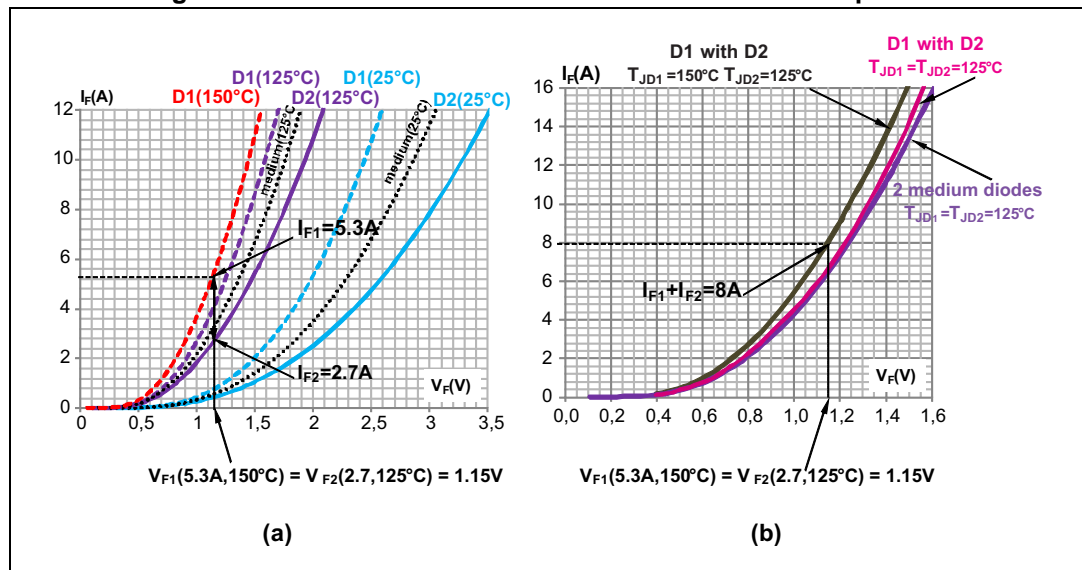 D1(150°C)
D1(125°C)
D2(125°C)
D1(25°C)
D2(25°C)
I_F(A)
12
10
8
6
4
2
0
medium(125°C
medium(25°C)
I_F1=5.3A
I_F2=2.7A
V_F(V)
0 0,5 1 1,5 2 2,5 3 3,5
V_F1(5.3A,150°C) = V_F2(2.7,125°C) = 1.15V
(a)
D1 with D2
T_JD1=150°C T_JD2=125°C
D1 with D2
T_JD1=T_JD2=125°C
I_F(A)
16
14
12
10
8
6
4
2
0
2 medium diodes
T_JD1=T_JD2=125°C
I_F1+I_F2=8A
V_F(V)
0,0 0,2 0,4 0,6 0,8 1,0 1,2 1,4 1,6
V_F1(5.3A,150°C) = V_F2(2.7,125°C) = 1.15V
(b)